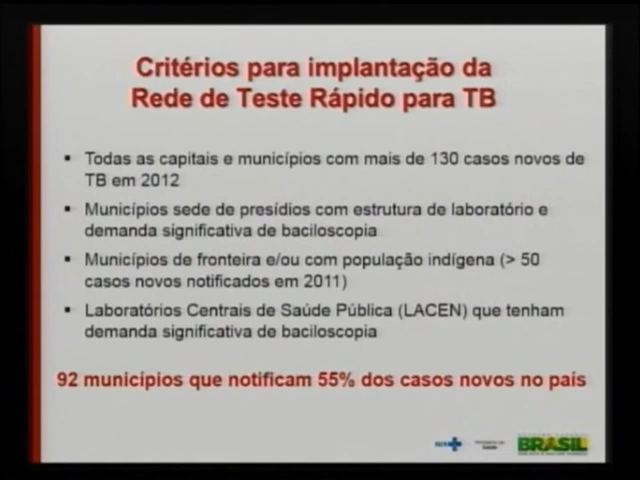 Critérios para implantação da
Rede de Teste Rápido para TB
▪ Todas as capitais e municípios com mais de 130 casos novos de
TB em 2012
▪ Municípios sede de presídios com estrutura de laboratório e
demanda significativa de baciloscopia
▪ Municípios de fronteira e/ou com população indígena (> 50
casos novos notificados em 2011)
▪ Laboratórios Centrais de Saúde Pública (LACEN) que tenham
demanda significativa de baciloscopia
92 municípios que notificam 55% dos casos novos no país
SUS
BRASIL